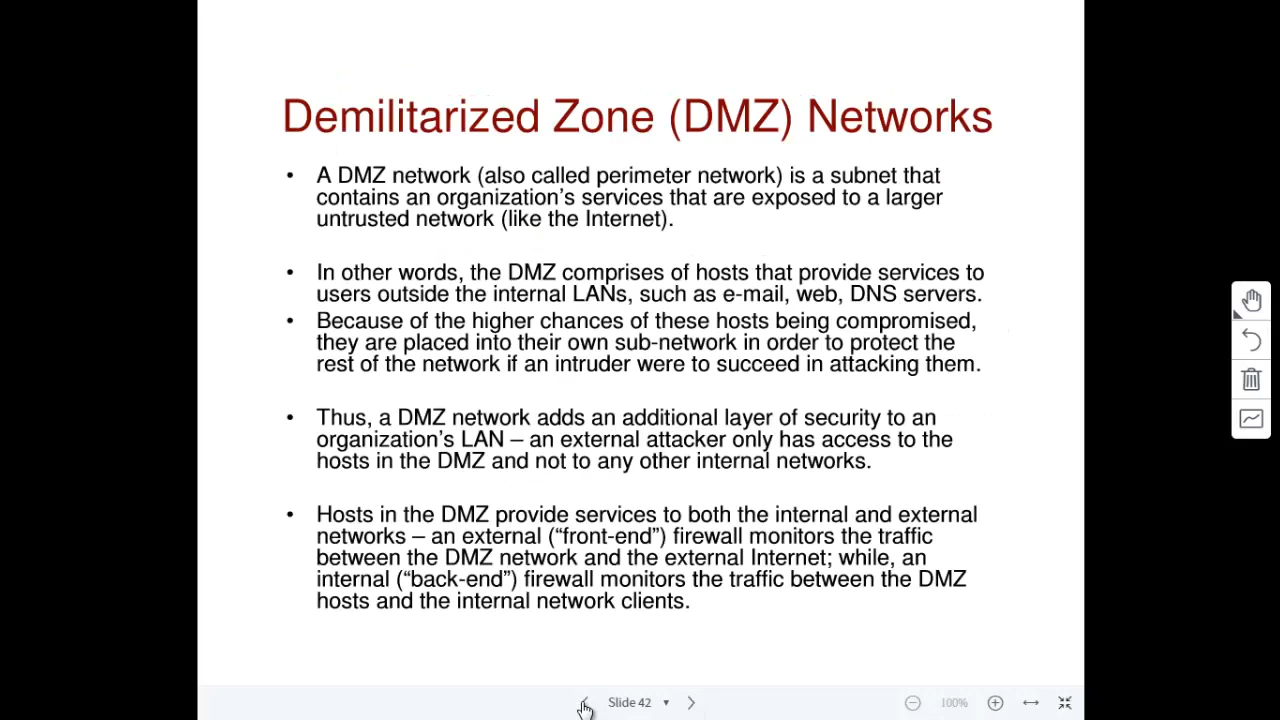 Demilitarized Zone (DMZ) Networks
• A DMZ network (also called perimeter network) is a subnet that
contains an organization’s services that are exposed to a larger
untrusted network (like the Internet).
• In other words, the DMZ comprises of hosts that provide services to
users outside the internal LANs, such as e-mail, web, DNS servers.
• Because of the higher chances of these hosts being compromised,
they are placed into their own sub-network in order to protect the
rest of the network if an intruder were to succeed in attacking them.
• Thus, a DMZ network adds an additional layer of security to an
organization’s LAN – an external attacker only has access to the
hosts in the DMZ and not to any other internal networks.
• Hosts in the DMZ provide services to both the internal and external
networks – an external (“front-end”) firewall monitors the traffic
between the DMZ network and the external Internet; while, an
internal (“back-end”) firewall monitors the traffic between the DMZ
hosts and the internal network clients.
Slide 42
100%